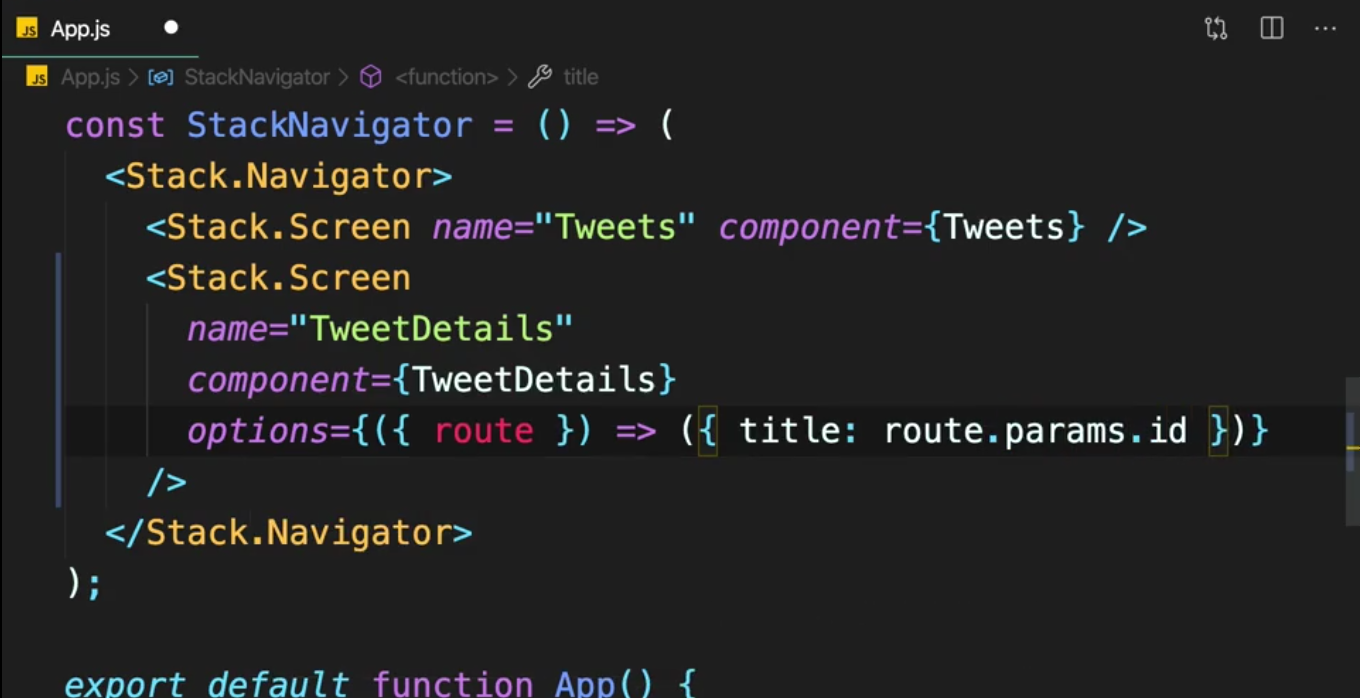 JS App.js
JS App.js > StackNavigator > <function> > title
const StackNavigator = () => (
<Stack.Navigator>
<Stack.Screen name="Tweets" component={Tweets} />
<Stack.Screen
name="TweetDetails"
component={TweetDetails}
options={({ route }) => ({ title: route.params.id })}
/>
</Stack.Navigator>
);
export default function App() {